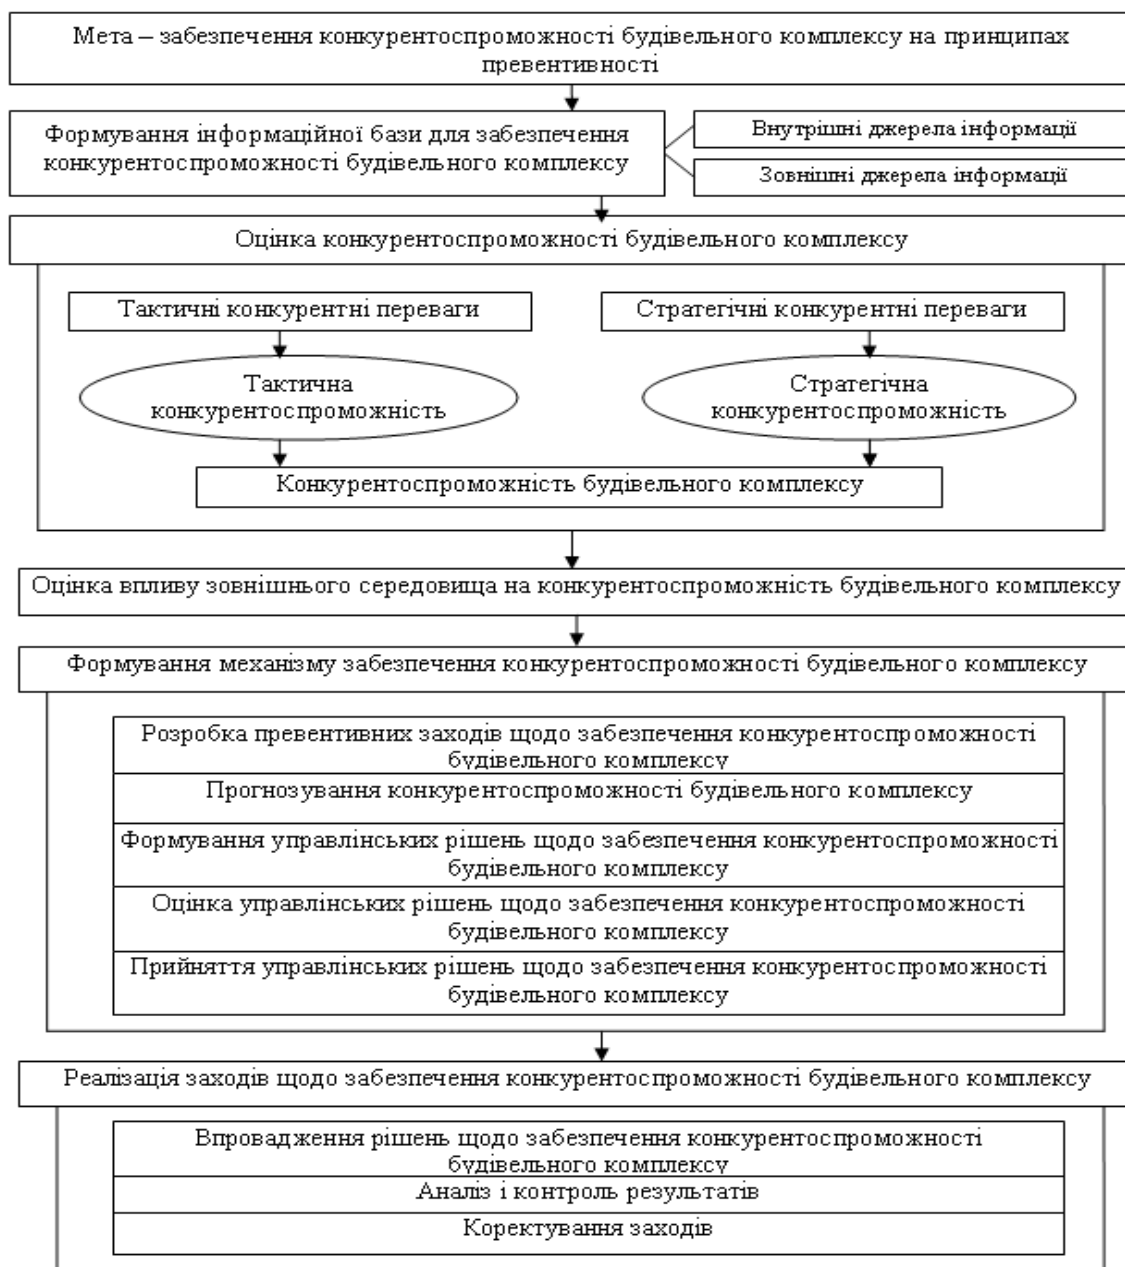 Мета – забезпечення конкурентоспроможності будівельного комплексу на принципах
превентивності
Формування інформаційної бази для забезпечення
конкурентоспроможності будівельного комплексу
Внутрішні джерела інформації
Зовнішні джерела інформації
Оцінка конкурентоспроможності будівельного комплексу
Тактичні конкурентні переваги
Стратегічні конкурентні переваги
Тактична
конкурентоспроможність
Стратегічна
конкурентоспроможність
Конкурентоспроможність будівельного комплексу
Оцінка впливу зовнішнього середовища на конкурентоспроможність будівельного комплексу
Формування механізму забезпечення конкурентоспроможності будівельного комплексу
Розробка превентивних заходів щодо забезпечення конкурентоспроможності
будівельного комплексу
Прогнозування конкурентоспроможності будівельного комплексу
Формування управлінських рішень щодо забезпечення конкурентоспроможності
будівельного комплексу
Оцінка управлінських рішень щодо забезпечення конкурентоспроможності
будівельного комплексу
Прийняття управлінських рішень щодо забезпечення конкурентоспроможності
будівельного комплексу
Реалізація заходів щодо забезпечення конкурентоспроможності будівельного комплексу
Впровадження рішень щодо забезпечення конкурентоспроможності
будівельного комплексу
Аналіз і контроль результатів
Коректування заходів